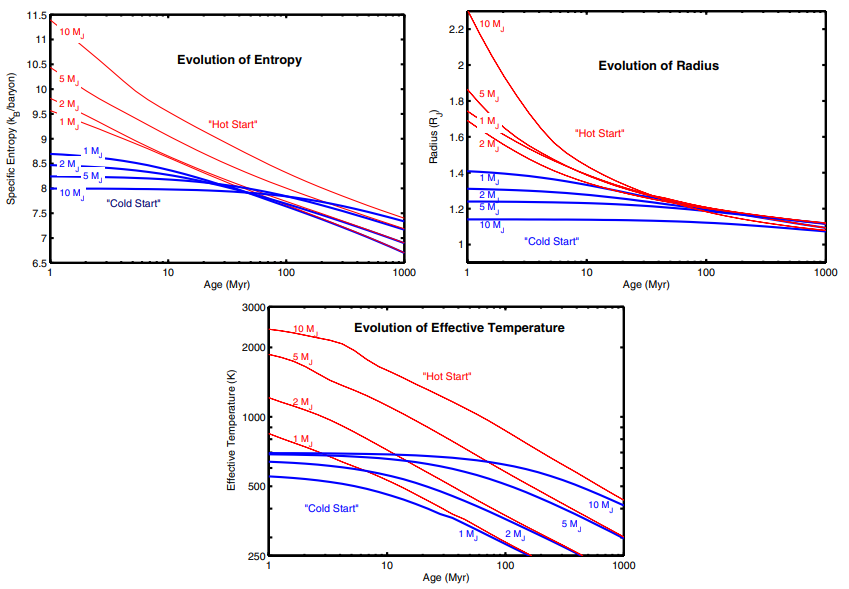 Evolution of Entropy
Specific Entropy (k_B/baryon)
11.5
11
10.5
10
9.5
9
8.5
8
7.5
7
6.5
10 M_J
5 M_J
2 M_J
1 M_J
"Hot Start"
1 M_J
2 M_J
5 M_J
10 M_J
"Cold Start"
1 10 100 1000
Age (Myr)
Evolution of Radius
Radius (R_J)
2.2
2
1.8
1.6
1.4
1.2
1
10 M_J
5 M_J
1 M_J
2 M_J
"Hot Start"
1 M_J
2 M_J
5 M_J
10 M_J
"Cold Start"
1 10 100 1000
Age (Myr)
Evolution of Effective Temperature
Effective Temperature (K)
3000
2000
1000
500
250
10 M_J
5 M_J
2 M_J
1 M_J
"Hot Start"
"Cold Start"
10 M_J
5 M_J
1 M_J 2 M_J
1 10 100 1000
Age (Myr)